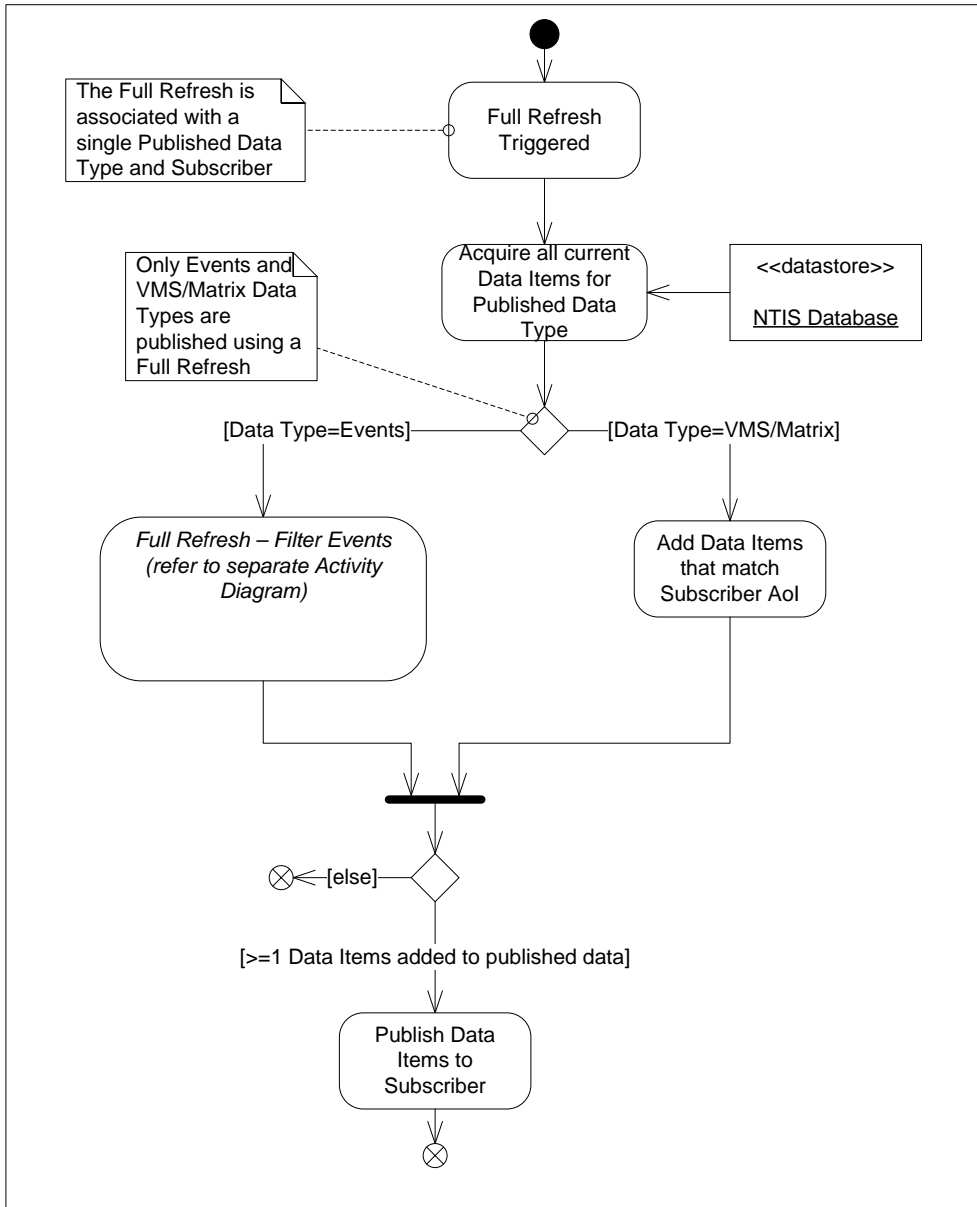 The Full Refresh is
associated with a
single Published Data
Type and Subscriber
Full Refresh
Triggered
Only Events and
VMS/Matrix Data
Types are
published using a
Full Refresh
Acquire all current
Data Items for
Published Data
Type
<<datastore>>
NTIS Database
[Data Type=Events]
[Data Type=VMS/Matrix]
Full Refresh – Filter Events
(refer to separate Activity
Diagram)
Add Data Items
that match
Subscriber AoI
[else]
[>=1 Data Items added to published data]
Publish Data
Items to
Subscriber